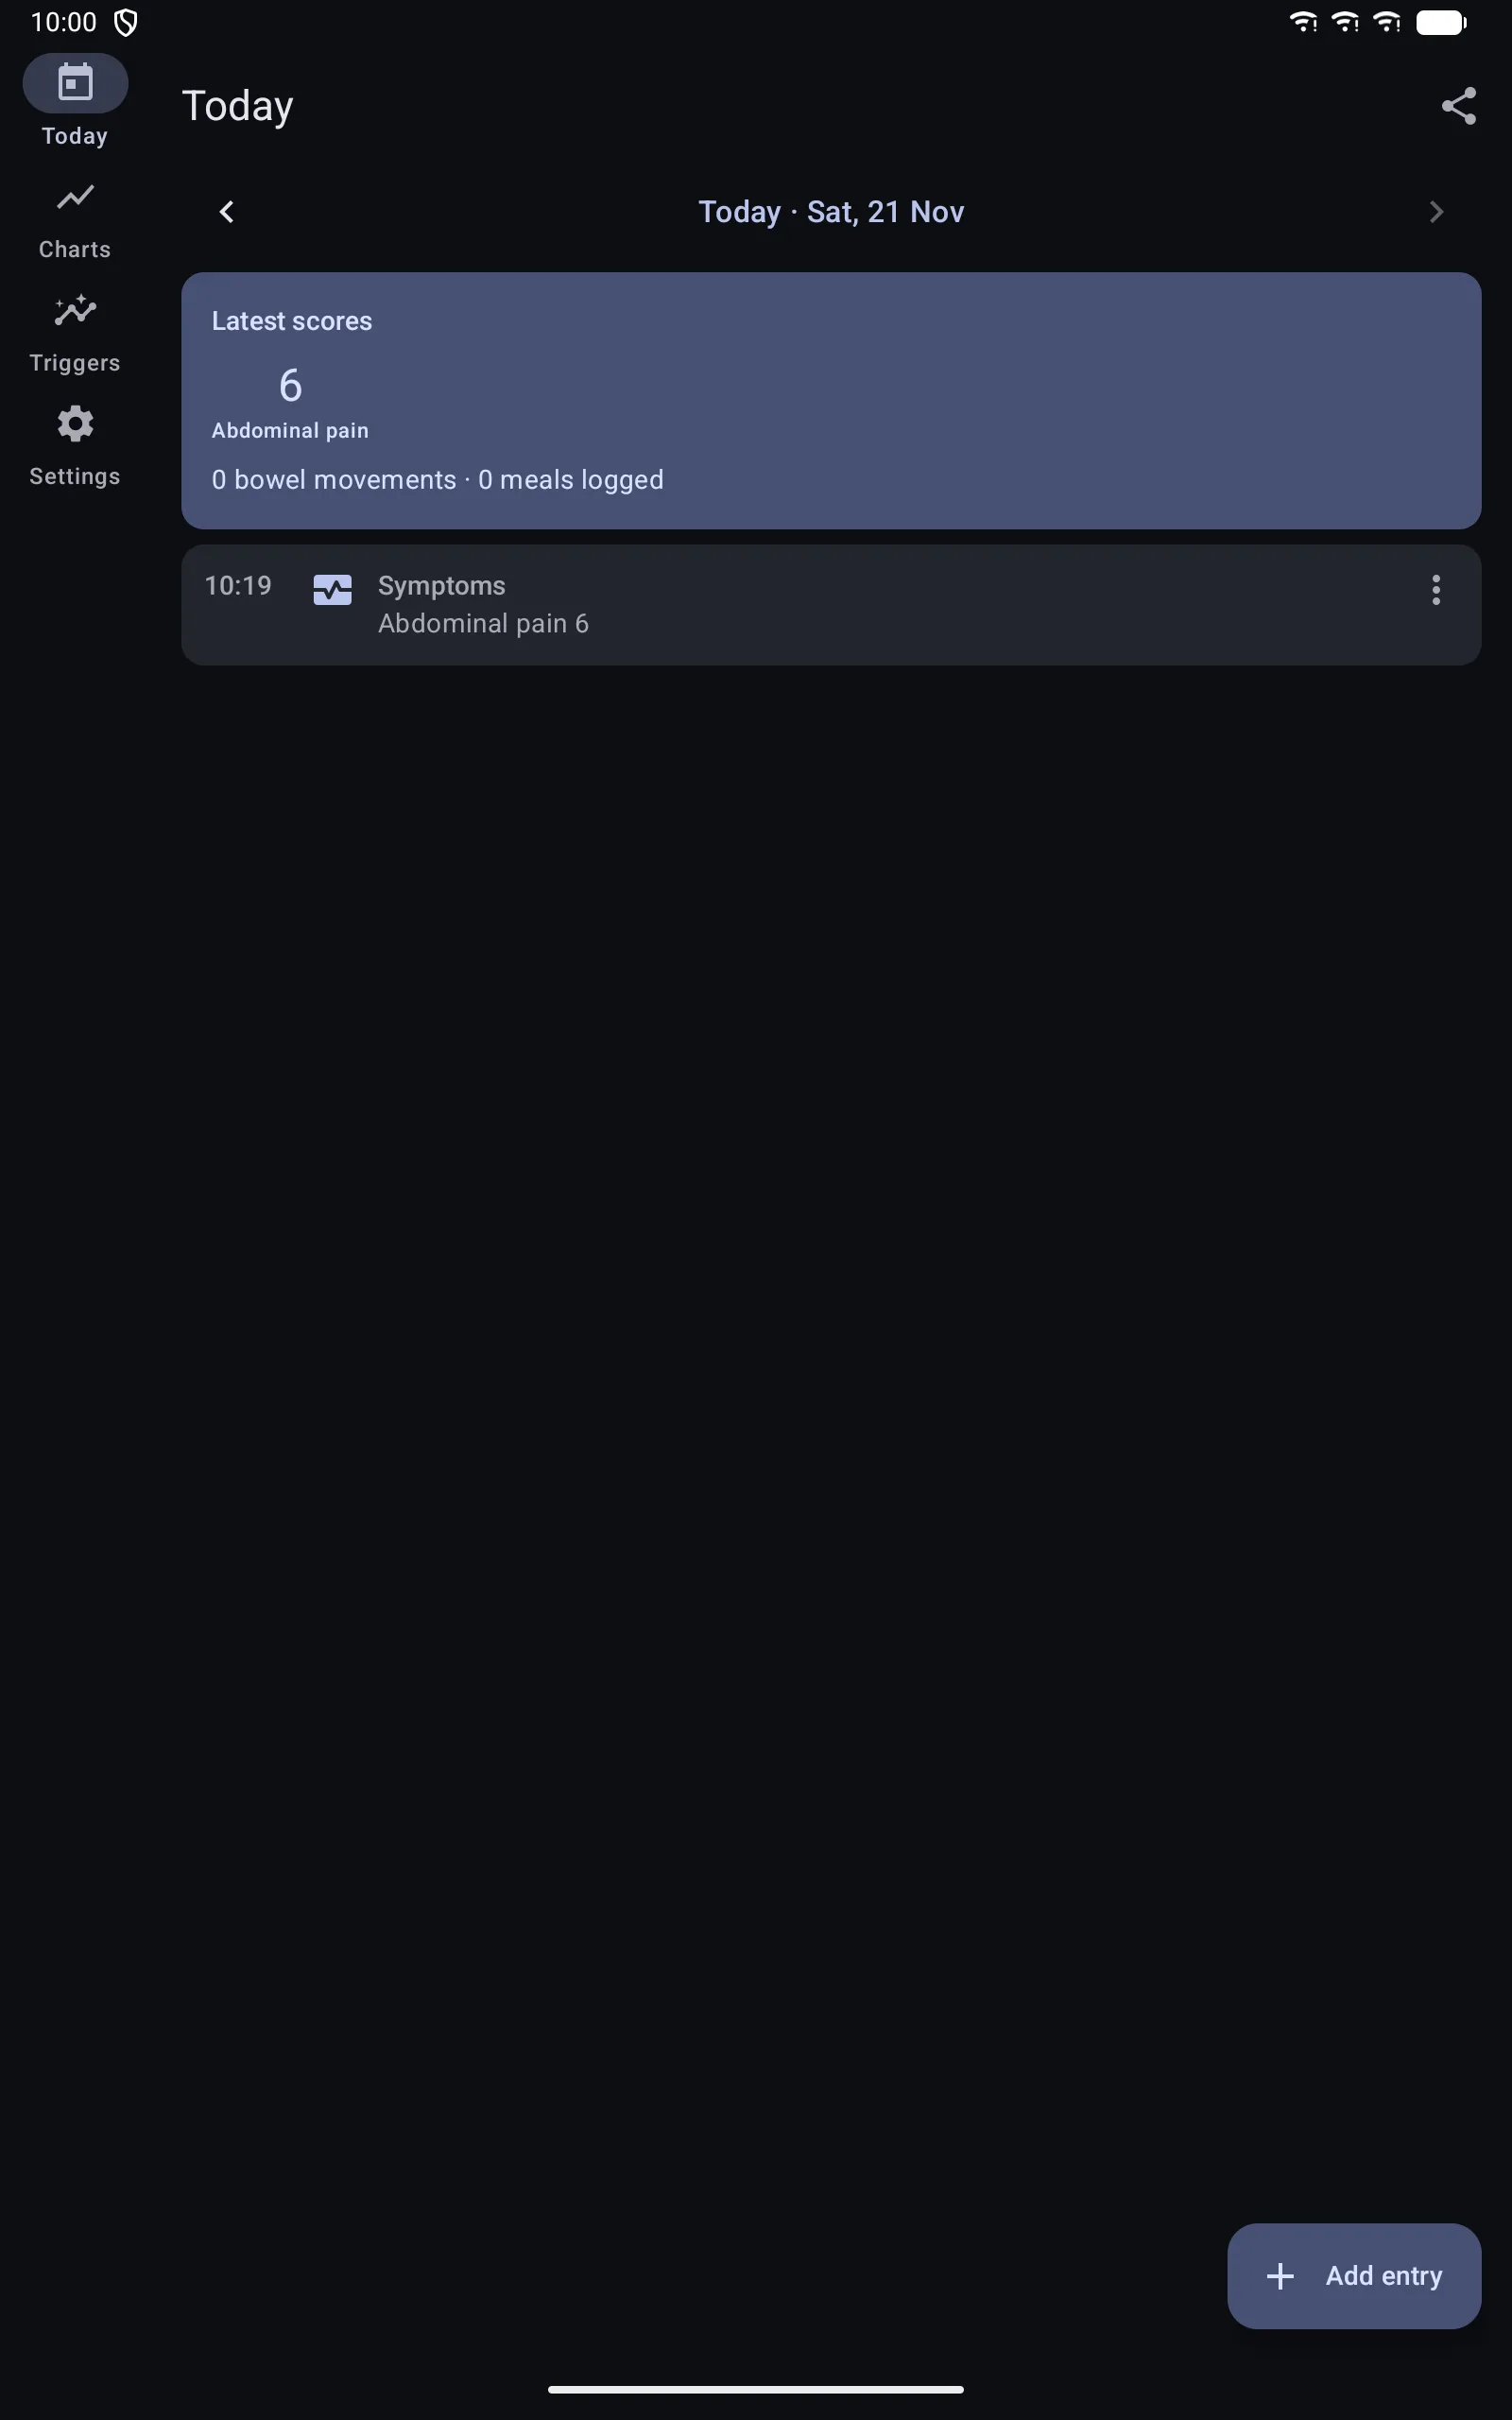 10:00
Today
Today
Charts
Triggers
Settings
Today · Sat, 21 Nov
Latest scores
6
Abdominal pain
0 bowel movements · 0 meals logged
10:19
Symptoms
Abdominal pain 6
Add entry